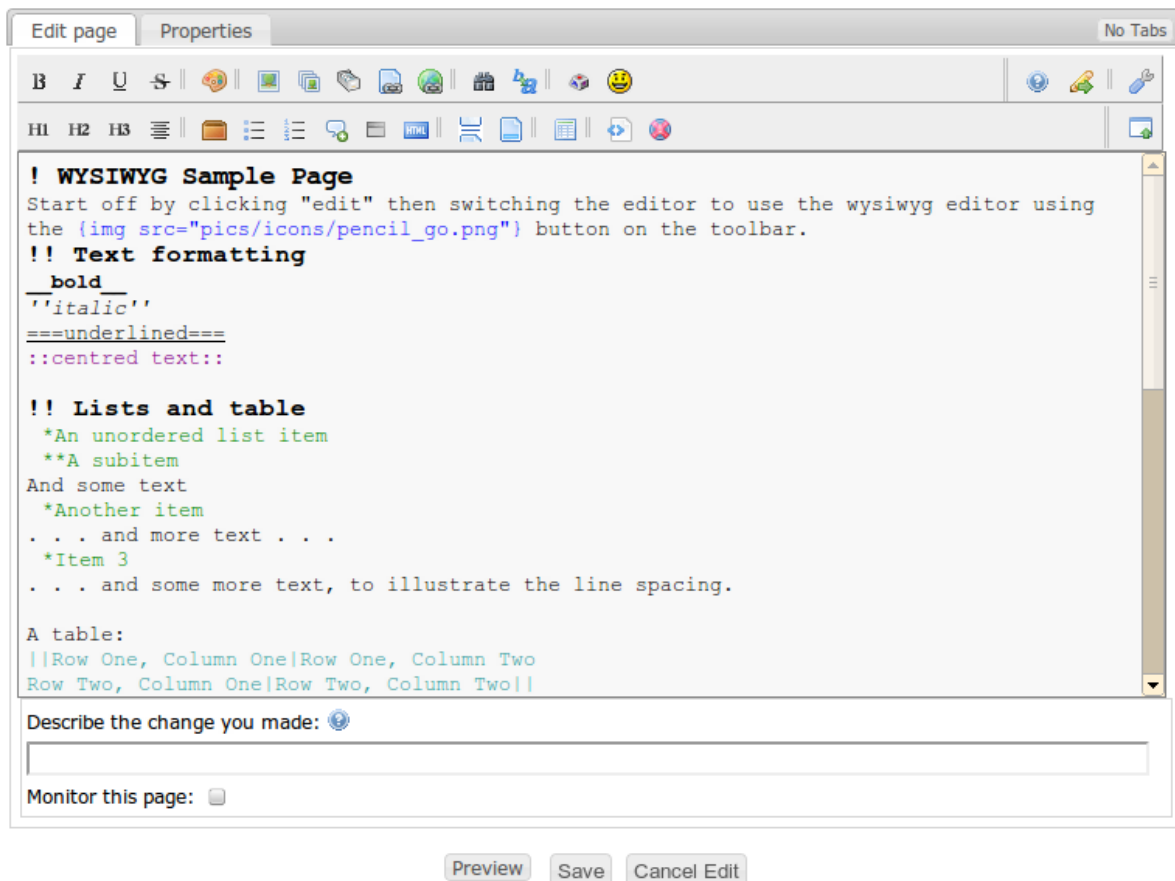 Edit page Properties No Tabs
B I U S
H1 H2 H3 HTML
! WYSIWYG Sample Page
Start off by clicking "edit" then switching the editor to use the wysiwyg editor using
the {img src="pics/icons/pencil_go.png"} button on the toolbar.
!! Text formatting
__bold__
''italic''
===underlined===
::centred text::
!! Lists and table
*An unordered list item
**A subitem
And some text
*Another item
. . . and more text . . .
*Item 3
. . . and some more text, to illustrate the line spacing.
A table:
||Row One, Column One|Row One, Column Two
Row Two, Column One|Row Two, Column Two||
Describe the change you made:
Monitor this page:
Preview Save Cancel Edit